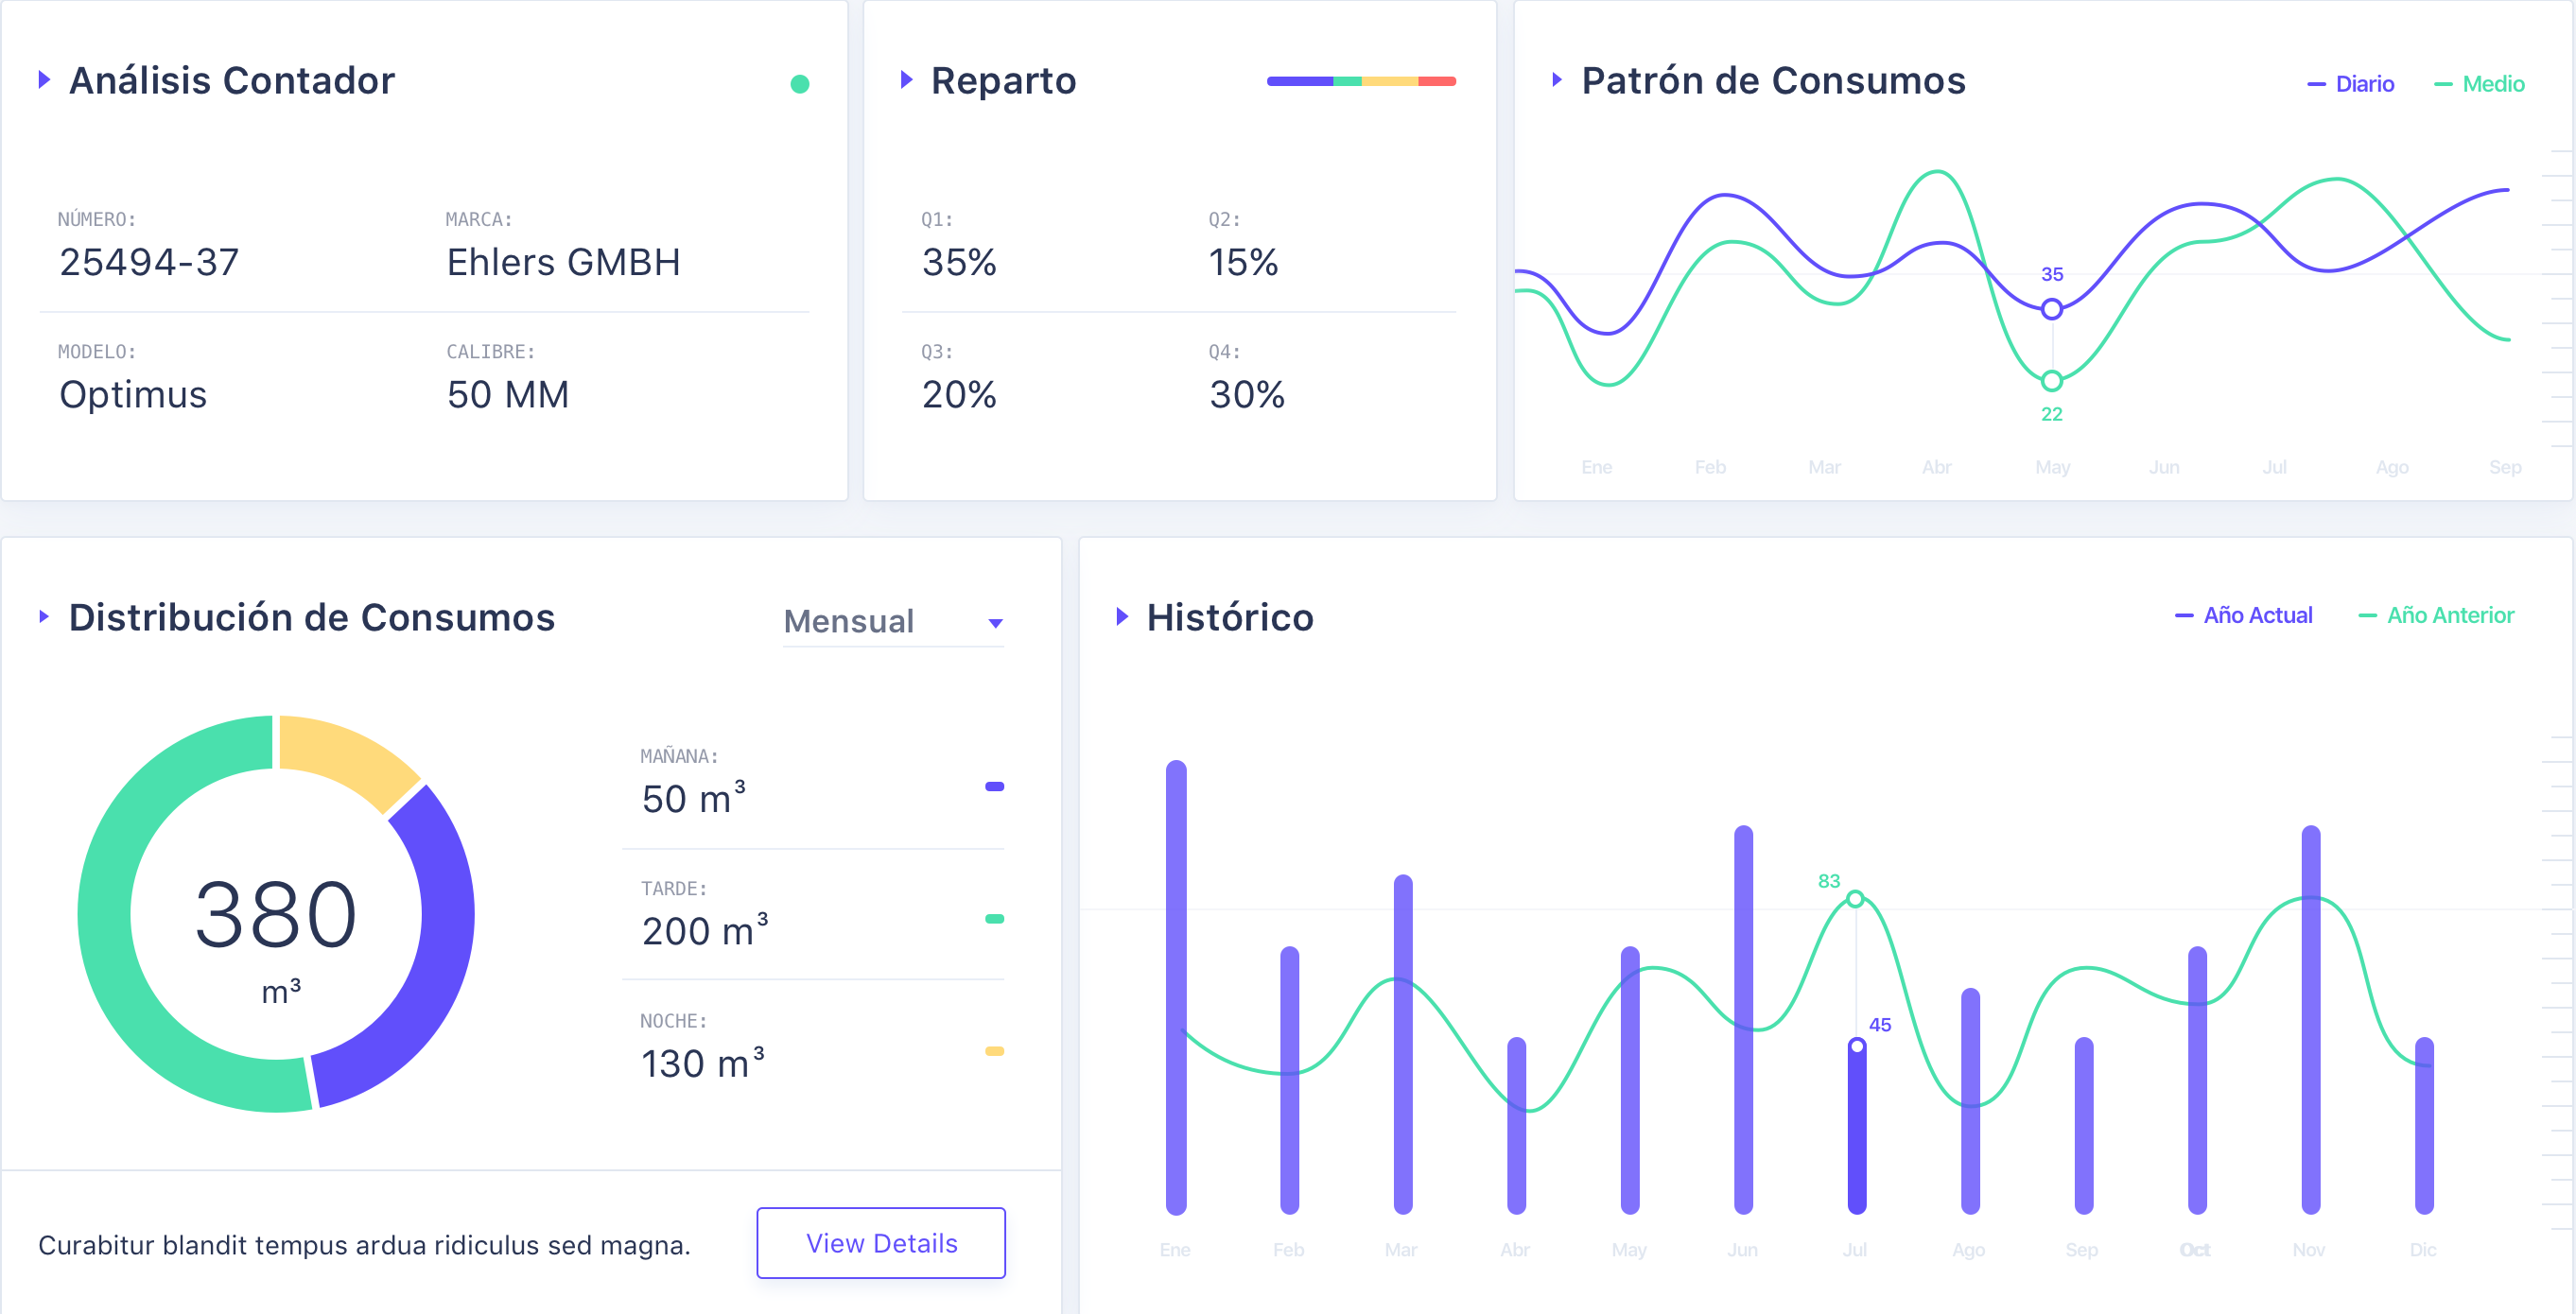 Análisis Contador
NÚMERO:
25494-37
MARCA:
Ehlers GMBH
MODELO:
Optimus
CALIBRE:
50 MM
Reparto
Q1:
35%
Q2:
15%
Q3:
20%
Q4:
30%
Patrón de Consumos
Diario
Medio
35
22
Ene Feb Mar Abr May Jun Jul Ago Sep
Distribución de Consumos
Mensual
380
m³
MAÑANA:
50 m³
TARDE:
200 m³
NOCHE:
130 m³
Curabitur blandit tempus ardua ridiculus sed magna.
View Details
Histórico
Año Actual
Año Anterior
83
45
Ene Feb Mar Abr May Jun Jul Ago Sep Oct Nov Dic